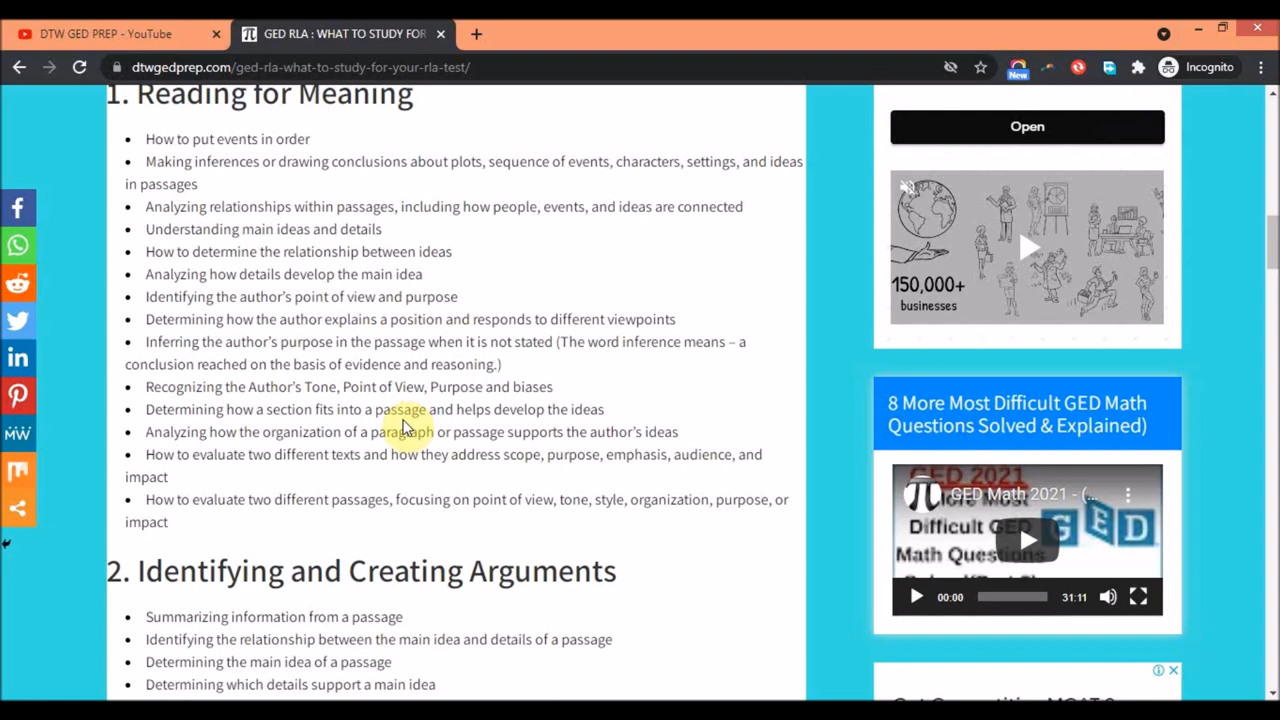 DTW GED PREP - YouTube
GED RLA : WHAT TO STUDY FOR
dtwgedprep.com/ged-rla-what-to-study-for-your-rla-test/
New
Incognito
1. Reading for Meaning
• How to put events in order
• Making inferences or drawing conclusions about plots, sequence of events, characters, settings, and ideas
in passages
• Analyzing relationships within passages, including how people, events, and ideas are connected
• Understanding main ideas and details
• How to determine the relationship between ideas
• Analyzing how details develop the main idea
• Identifying the author’s point of view and purpose
• Determining how the author explains a position and responds to different viewpoints
• Inferring the author’s purpose in the passage when it is not stated (The word inference means – a
conclusion reached on the basis of evidence and reasoning.)
• Recognizing the Author’s Tone, Point of View, Purpose and biases
• Determining how a section fits into a passage and helps develop the ideas
• Analyzing how the organization of a paragraph or passage supports the author’s ideas
• How to evaluate two different texts and how they address scope, purpose, emphasis, audience, and
impact
• How to evaluate two different passages, focusing on point of view, tone, style, organization, purpose, or
impact
2. Identifying and Creating Arguments
• Summarizing information from a passage
• Identifying the relationship between the main idea and details of a passage
• Determining the main idea of a passage
• Determining which details support a main idea
Open
150,000+
businesses
8 More Most Difficult GED Math
Questions Solved & Explained)
GED 2021
GED Math 2021 - (...
More Most
Difficult GED
Math Questions
GED
00:00
31:11